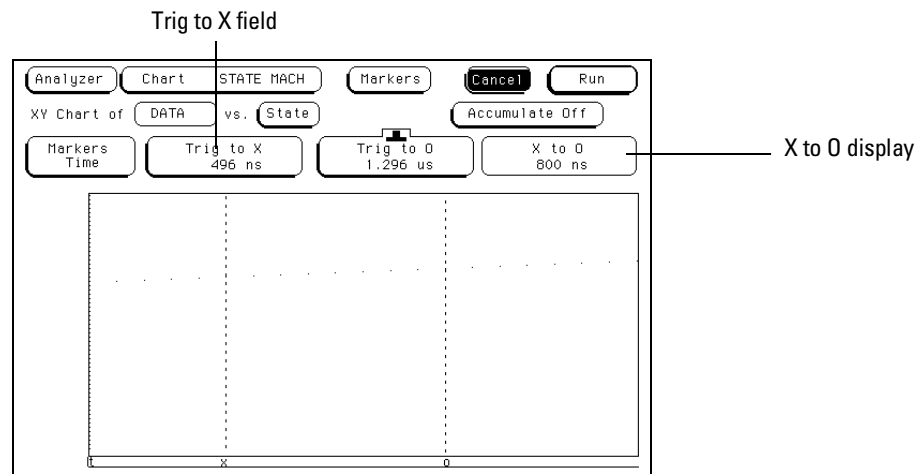 Trig to X field
Analyzer Chart STATE MACH Markers Cancel Run
XY Chart of DATA vs. State Accumulate Off
Markers Time Trig to X 496 ns Trig to O 1.296 us X to O 800 ns
X to O display
t X O